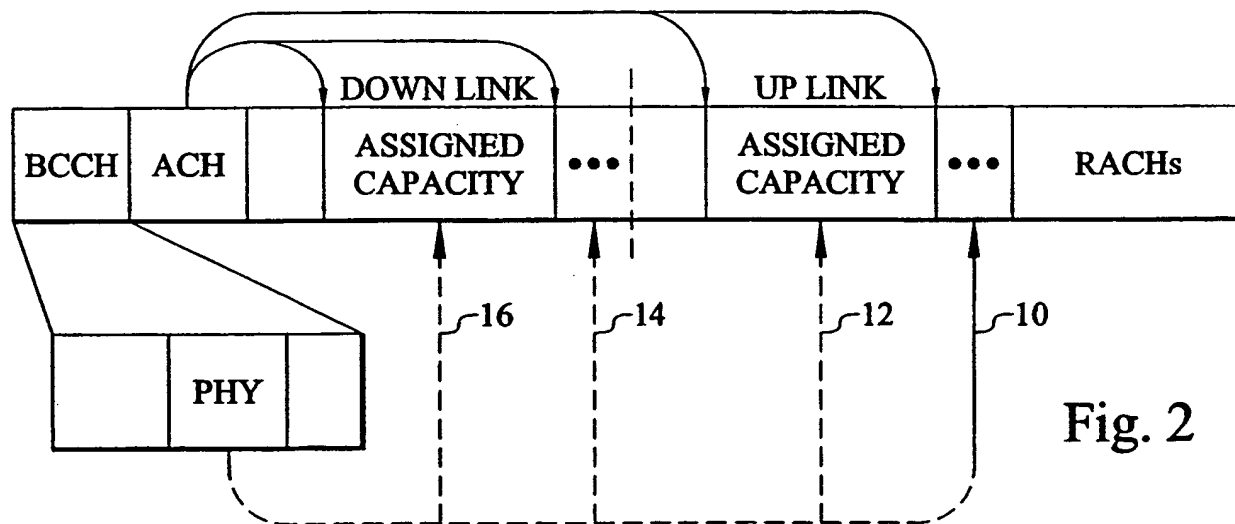 DOWN LINK
UP LINK
BCCH
ACH
ASSIGNED
CAPACITY
•••
ASSIGNED
CAPACITY
•••
RACHs
16
14
12
10
PHY
Fig. 2